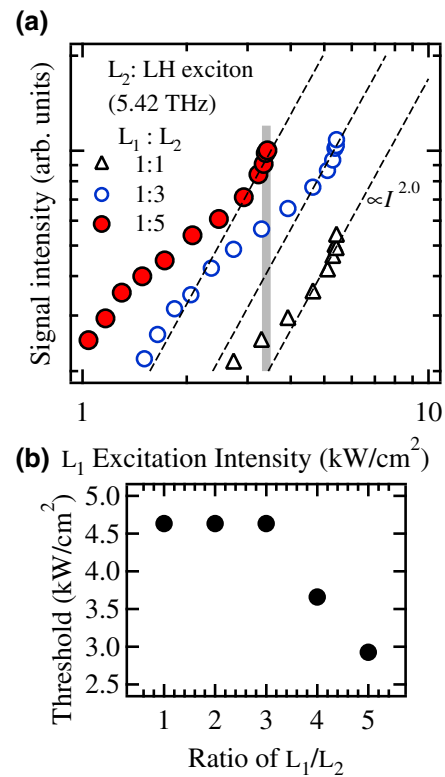 (a)
L₂: LH exciton
(5.42 THz)
L₁ : L₂
1:1
1:3
1:5
∝I^2.0
Signal intensity (arb. units)
1
10
L₁ Excitation Intensity (kW/cm²)
(b)
5.0
4.5
4.0
3.5
3.0
2.5
Threshold (kW/cm²)
1 2 3 4 5
Ratio of L₁/L₂